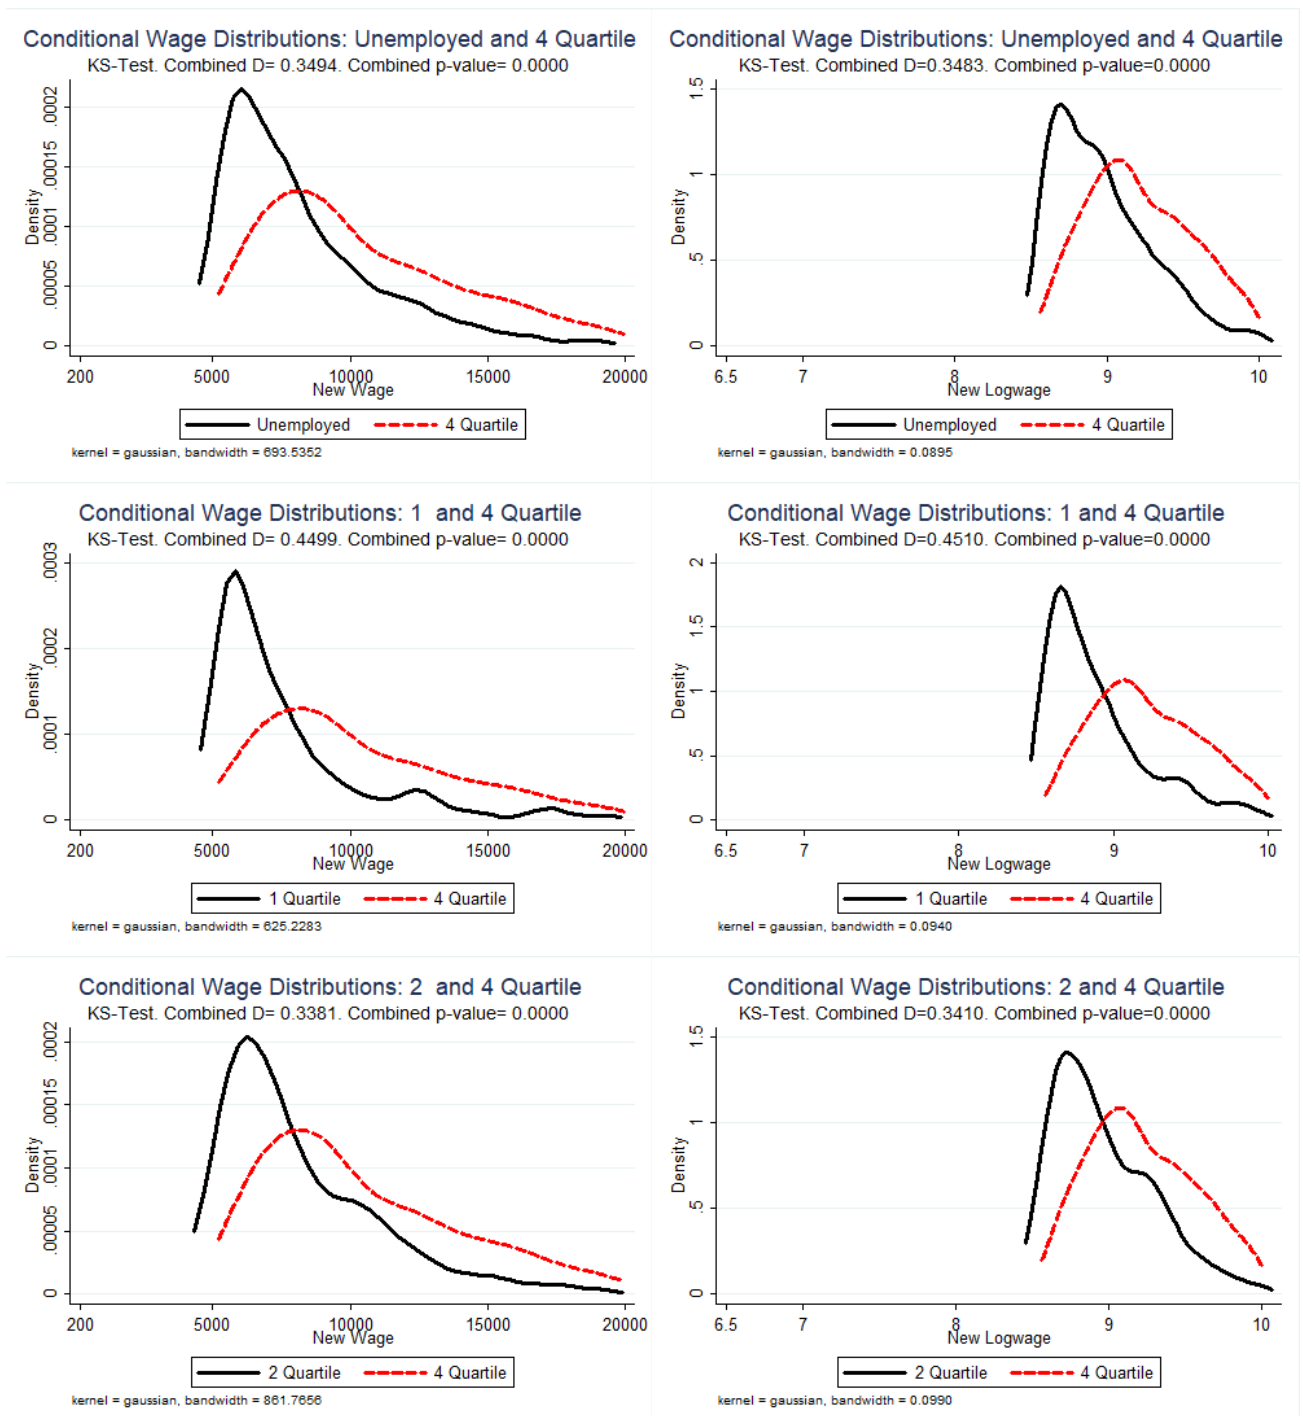 Conditional Wage Distributions: Unemployed and 4 Quartile
KS-Test. Combined D= 0.3494. Combined p-value= 0.0000
Density
0 .00005 .0001 .00015 .0002
200 5000 10000 15000 20000
New Wage
Unemployed 4 Quartile
kernel = gaussian, bandwidth = 693.5352
Conditional Wage Distributions: Unemployed and 4 Quartile
KS-Test. Combined D=0.3483. Combined p-value=0.0000
Density
0 .5 1 1.5
6.5 7 8 9 10
New Logwage
Unemployed 4 Quartile
kernel = gaussian, bandwidth = 0.0895
Conditional Wage Distributions: 1 and 4 Quartile
KS-Test. Combined D= 0.4499. Combined p-value= 0.0000
Density
0 .0001 .0002 .0003
200 5000 10000 15000 20000
New Wage
1 Quartile 4 Quartile
kernel = gaussian, bandwidth = 625.2283
Conditional Wage Distributions: 1 and 4 Quartile
KS-Test. Combined D=0.4510. Combined p-value=0.0000
Density
0 .5 1 1.5 2
6.5 7 8 9 10
New Logwage
1 Quartile 4 Quartile
kernel = gaussian, bandwidth = 0.0940
Conditional Wage Distributions: 2 and 4 Quartile
KS-Test. Combined D= 0.3381. Combined p-value= 0.0000
Density
0 .00005 .0001 .00015 .0002
200 5000 10000 15000 20000
New Wage
2 Quartile 4 Quartile
kernel = gaussian, bandwidth = 861.7656
Conditional Wage Distributions: 2 and 4 Quartile
KS-Test. Combined D=0.3410. Combined p-value=0.0000
Density
0 .5 1 1.5
6.5 7 8 9 10
New Logwage
2 Quartile 4 Quartile
kernel = gaussian, bandwidth = 0.0990